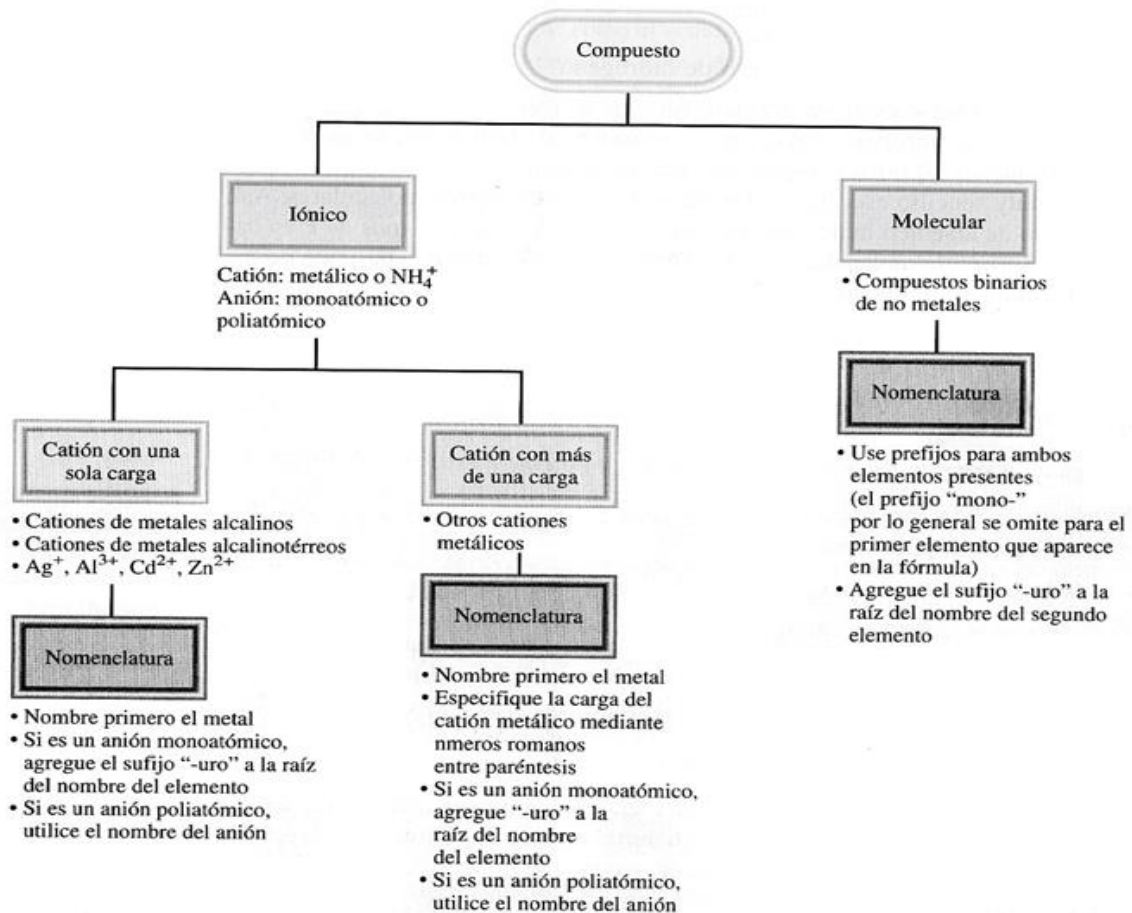 Compuesto
Iónico
Catión: metálico o NH₄⁺
Anión: monoatómico o
poliatómico
Catión con una
sola carga
• Cationes de metales alcalinos
• Cationes de metales alcalinotérreos
• Ag⁺, Al³⁺, Cd²⁺, Zn²⁺
Nomenclatura
• Nombre primero el metal
• Si es un anión monoatómico,
agregue el sufijo “-uro” a la raíz
del nombre del elemento
• Si es un anión poliatómico,
utilice el nombre del anión
Catión con más
de una carga
• Otros cationes
metálicos
Nomenclatura
• Nombre primero el metal
• Especifique la carga del
catión metálico mediante
nmeros romanos
entre paréntesis
• Si es un anión monoatómico,
agregue “-uro” a la
raíz del nombre
del elemento
• Si es un anión poliatómico,
utilice el nombre del anión
Molecular
• Compuestos binarios
de no metales
Nomenclatura
• Use prefijos para ambos
elementos presentes
(el prefijo “mono-”
por lo general se omite para el
primer elemento que aparece
en la fórmula)
• Agregue el sufijo “-uro” a la
raíz del nombre del segundo
elemento